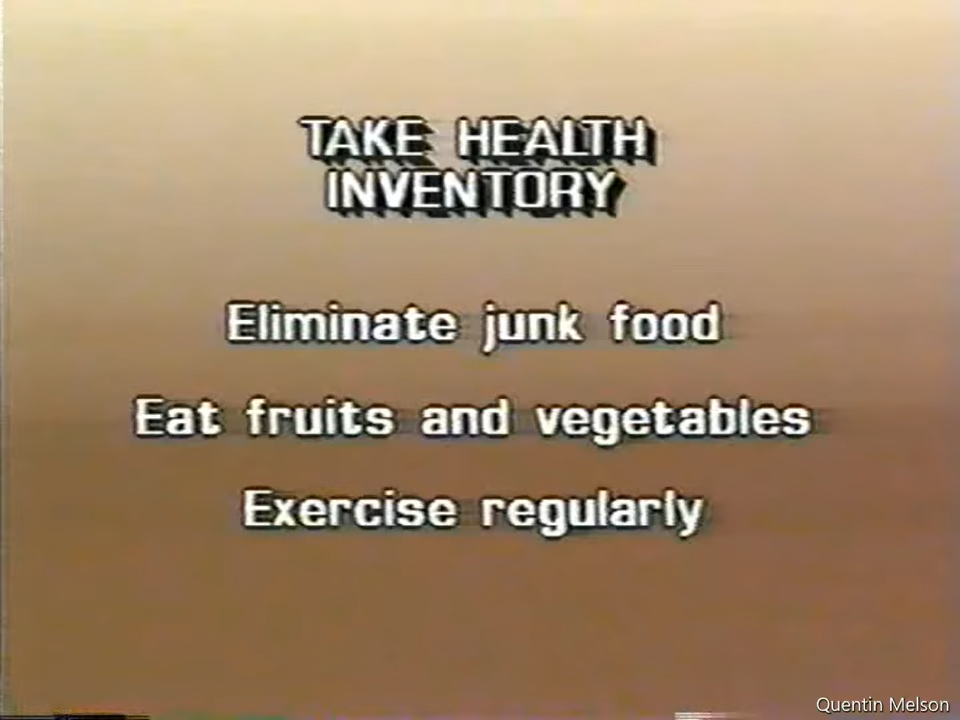 TAKE HEALTH
INVENTORY
Eliminate junk food
Eat fruits and vegetables
Exercise regularly
Quentin Melson